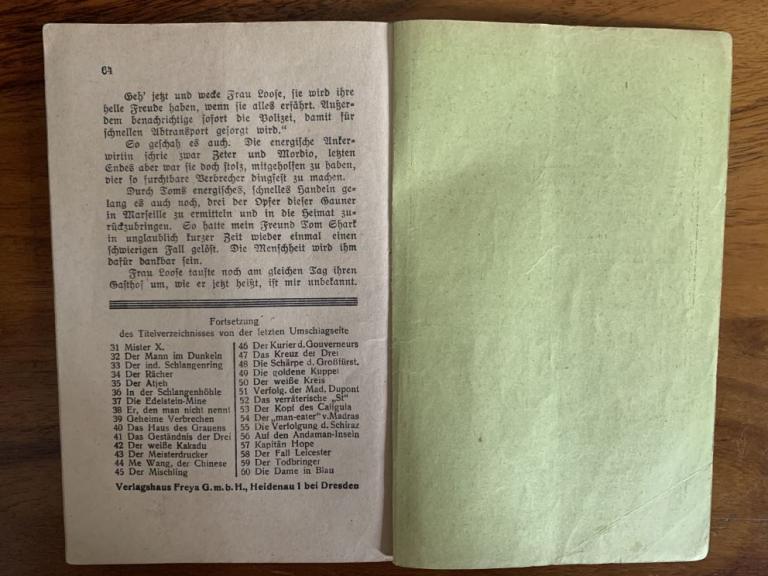 64
Geh' jetzt und wecke Frau Loose, sie wird ihre
helle Freude haben, wenn sie alles erfährt. Außer-
dem benachrichtige sofort die Polizei, damit für
schnellen Abtransport gesorgt wird."
So geschah es auch. Die energische Anker-
wirtin schrie zwar Zeter und Mordio, letzten
Endes aber war sie doch stolz, mitgeholfen zu haben,
vier so furchtbare Verbrecher dingfest zu machen.
Durch Toms energisches, schnelles Handeln ge-
lang es auch noch, drei der Opfer dieser Gauner
in Marseille zu ermitteln und in die Heimat zu-
rückzubringen. So hatte mein Freund Tom Shark
in unglaublich kurzer Zeit wieder einmal einen
schwierigen Fall gelöst. Die Menschheit wird ihm
dafür dankbar sein.
Frau Loose taufte noch am gleichen Tag ihren
Gasthof um, wie er jetzt heißt, ist mir unbekannt.
Fortsetzung
des Titelverzeichnisses von der letzten Umschlagseite
31 Mister X.
32 Der Mann im Dunkeln
33 Der ind. Schlangenring
34 Der Rächer
35 Der Atjeh
36 In der Schlangenhöhle
37 Die Edelstein-Mine
38 Er, den man nicht nennt
39 Geheime Verbrechen
40 Das Haus des Grauens
41 Das Geständnis der Drei
42 Der weiße Kakadu
43 Der Meisterdrucker
44 Me Wang, der Chinese
45 Der Mischling
46 Der Kurier d. Gouverneurs
47 Das Kreuz der Drei
48 Die Schärpe d. Großfürst.
49 Die goldene Kuppel
50 Der weiße Kreis
51 Verfolg. der Mad. Dupont
52 Das verräterische „St"
53 Der Kopf des Caligula
54 Der „man-eater" v. Madras
55 Die Verfolgung d. Schiraz
56 Auf den Andaman-Inseln
57 Kapitän Hope
58 Der Fall Leicester
59 Der Todbringer
60 Die Dame in Blau
Verlagshaus Freya G. m. b. H., Heidenau 1 bei Dresden